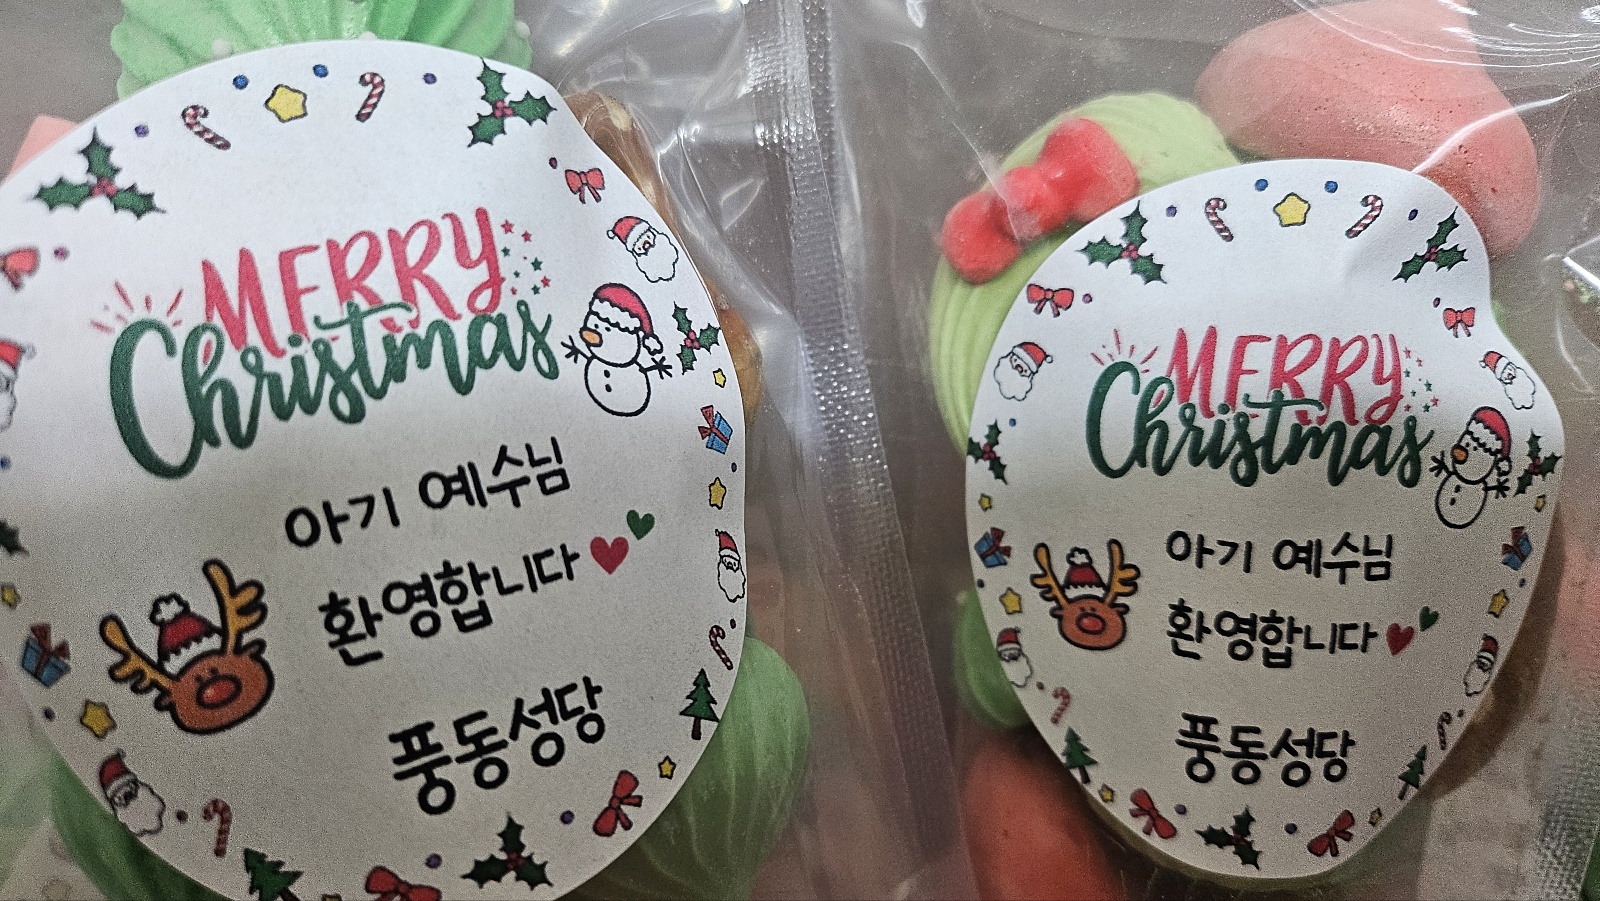 MERRY
Christmas
아기 예수님
환영합니다
풍동성당
MERRY
Christmas
아기 예수님
환영합니다
풍동성당